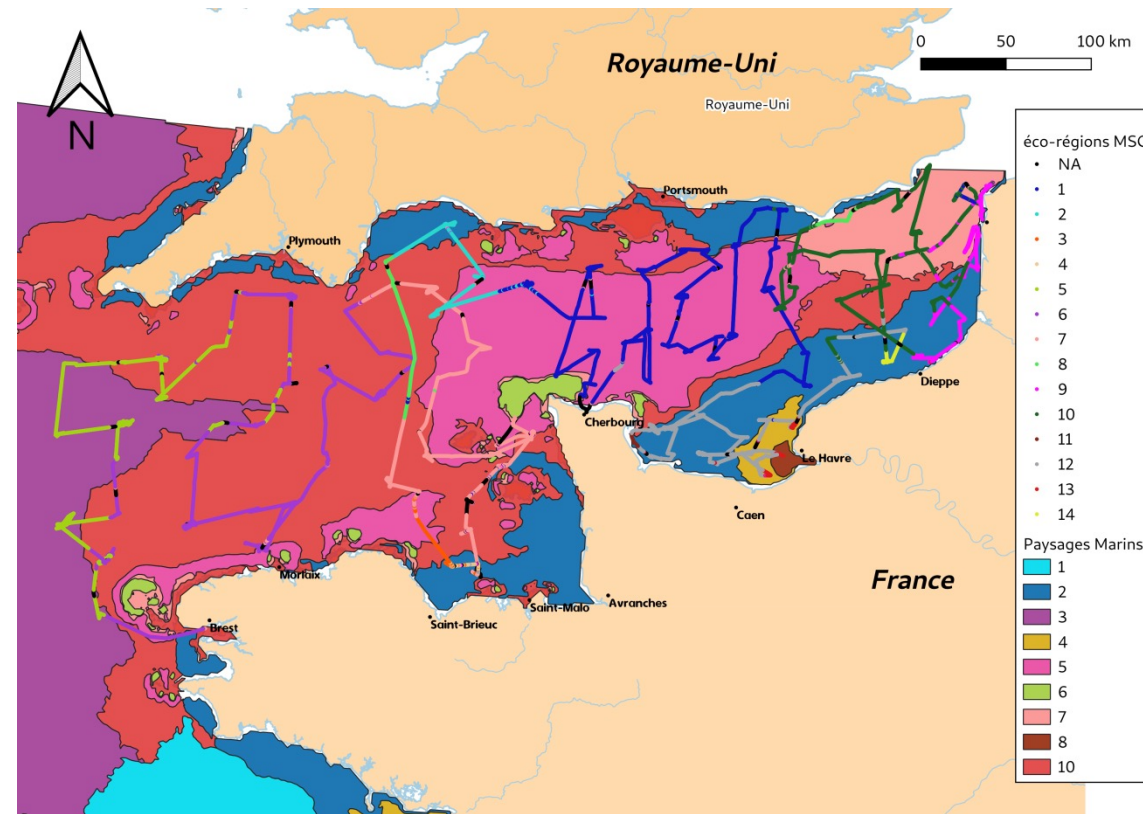 0 50 100 km
Royaume-Uni
Royaume-Uni
N
Portsmouth
Plymouth
Dieppe
Cherbourg
Le Havre
Caen
France
Morlaix
Avranches
Saint-Malo
Saint-Brieuc
Brest
éco-régions MSC
NA
1
2
3
4
5
6
7
8
9
10
11
12
13
14
Paysages Marins
1
2
3
4
5
6
7
8
10